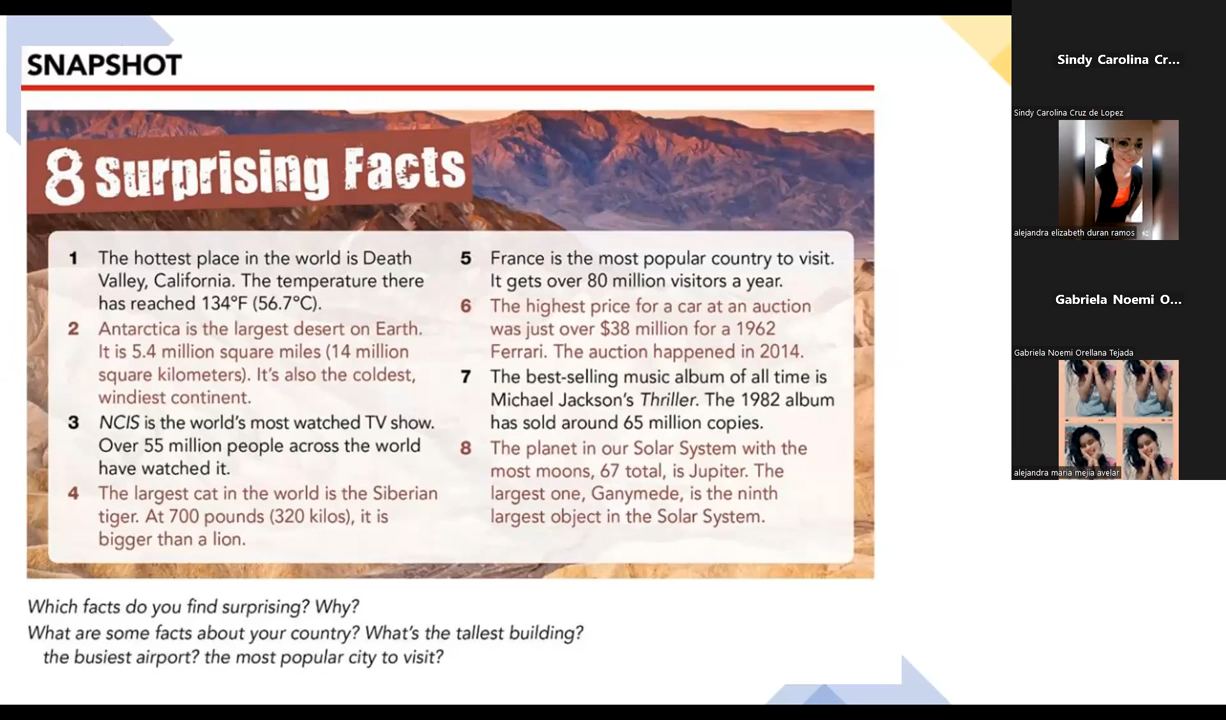 SNAPSHOT
8 Surprising Facts
1 The hottest place in the world is Death
Valley, California. The temperature there
has reached 134°F (56.7°C).
2 Antarctica is the largest desert on Earth.
It is 5.4 million square miles (14 million
square kilometers). It's also the coldest,
windiest continent.
3 NCIS is the world's most watched TV show.
Over 55 million people across the world
have watched it.
4 The largest cat in the world is the Siberian
tiger. At 700 pounds (320 kilos), it is
bigger than a lion.
5 France is the most popular country to visit.
It gets over 80 million visitors a year.
6 The highest price for a car at an auction
was just over $38 million for a 1962
Ferrari. The auction happened in 2014.
7 The best-selling music album of all time is
Michael Jackson's Thriller. The 1982 album
has sold around 65 million copies.
8 The planet in our Solar System with the
most moons, 67 total, is Jupiter. The
largest one, Ganymede, is the ninth
largest object in the Solar System.
Which facts do you find surprising? Why?
What are some facts about your country? What's the tallest building?
the busiest airport? the most popular city to visit?
Sindy Carolina Cr...
Sindy Carolina Cruz de Lopez
alejandra elizabeth duran ramos
Gabriela Noemi O...
Gabriela Noemi Orellana Tejada
alejandra maria mejia avelar